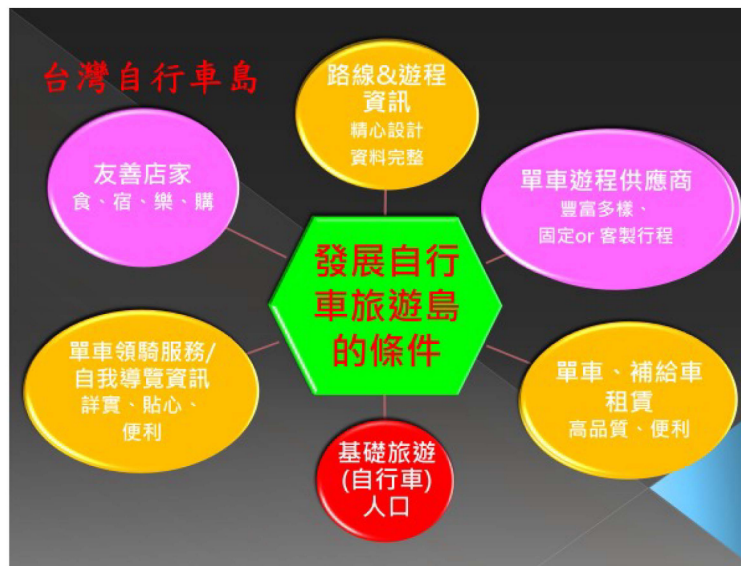 台灣自行車島
路線&遊程
資訊
精心設計
資料完整
友善店家
食、宿、樂、購
單車遊程供應商
豐富多樣、
固定or 客製行程
發展自行
車旅遊島
的條件
單車領騎服務/
自我導覽資訊
詳實、貼心、
便利
單車、補給車
租賃
高品質、便利
基礎旅遊
(自行車)
人口